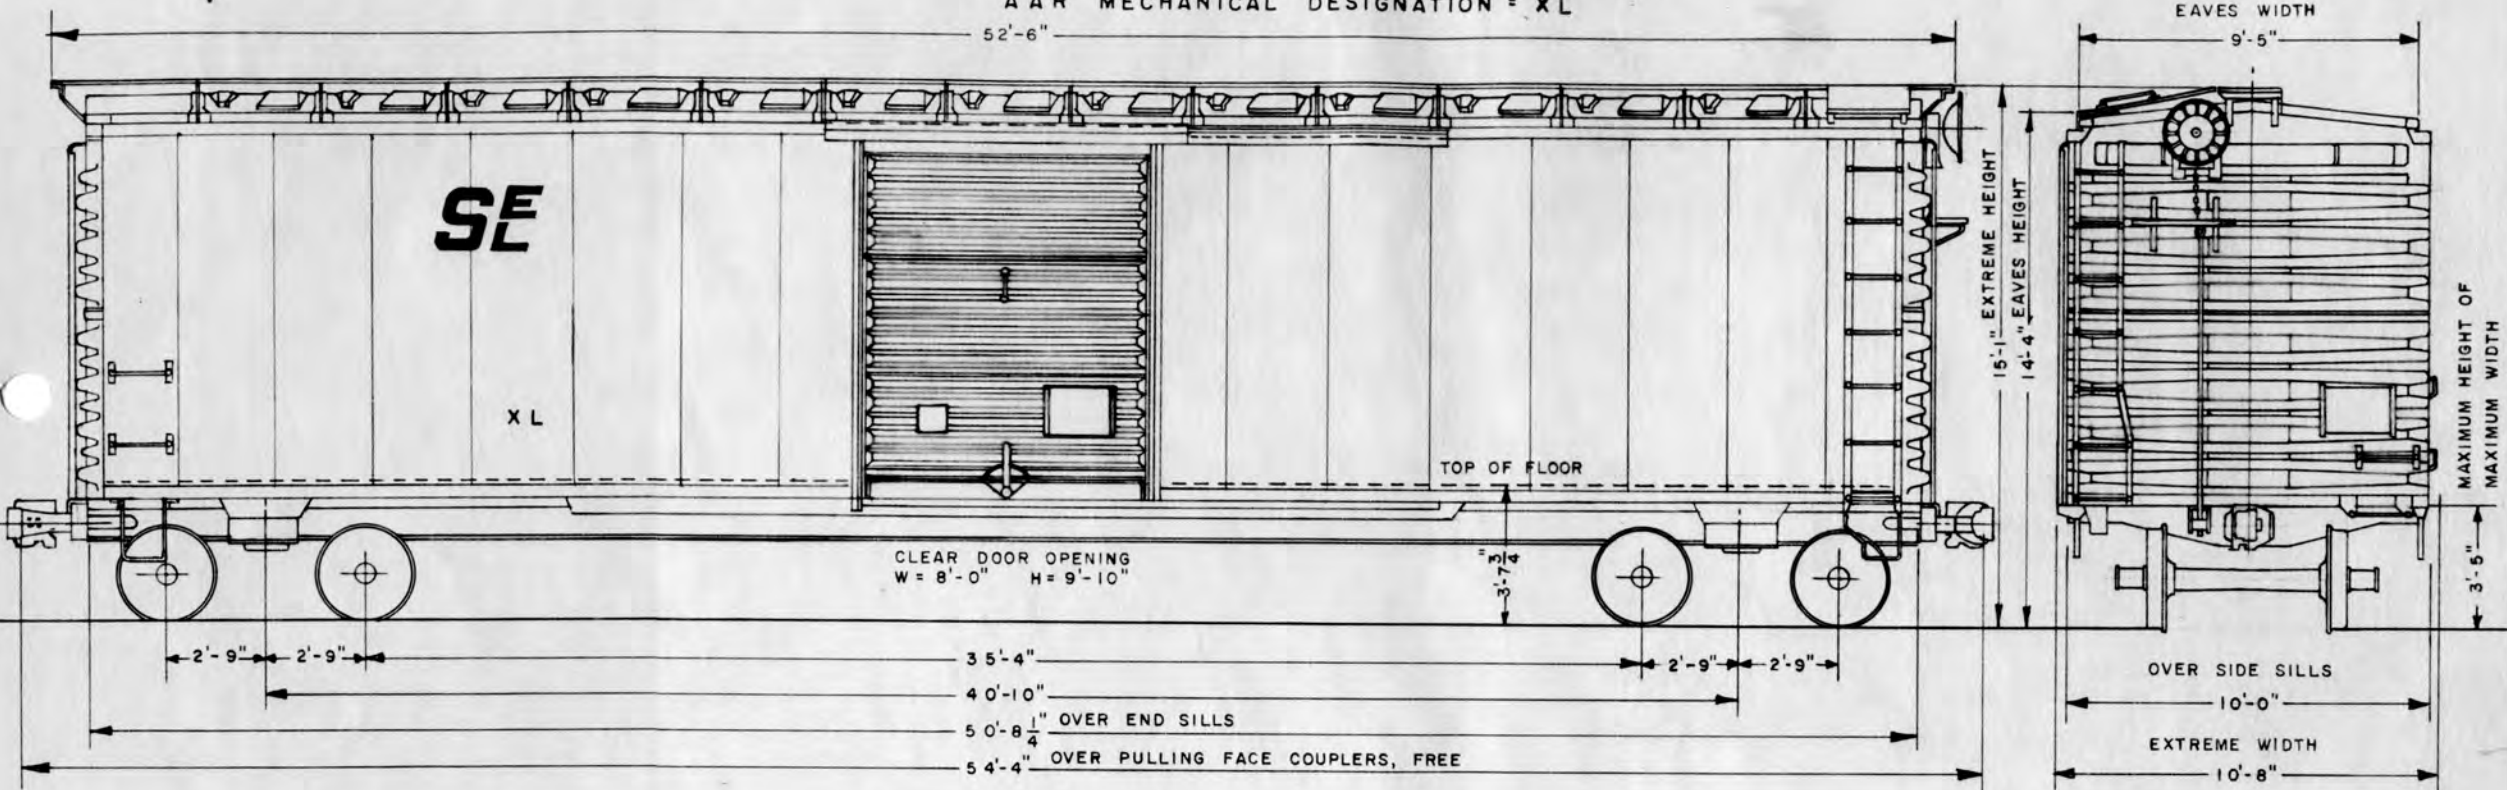 AAR MECHANICAL DESIGNATION = XL
52'-6"
EAVES WIDTH
9'-5"
SEL
XL
TOP OF FLOOR
CLEAR DOOR OPENING
W = 8'-0" H = 9'-10"
3'-7 3/4"
15'-1" EXTREME HEIGHT
14'-4" EAVES HEIGHT
MAXIMUM HEIGHT OF
MAXIMUM WIDTH
3'-5"
2'-9" 2'-9" 35'-4" 2'-9" 2'-9"
40'-10"
50'-8 1/4" OVER END SILLS
54'-4" OVER PULLING FACE COUPLERS, FREE
OVER SIDE SILLS
10'-0"
EXTREME WIDTH
10'-8"